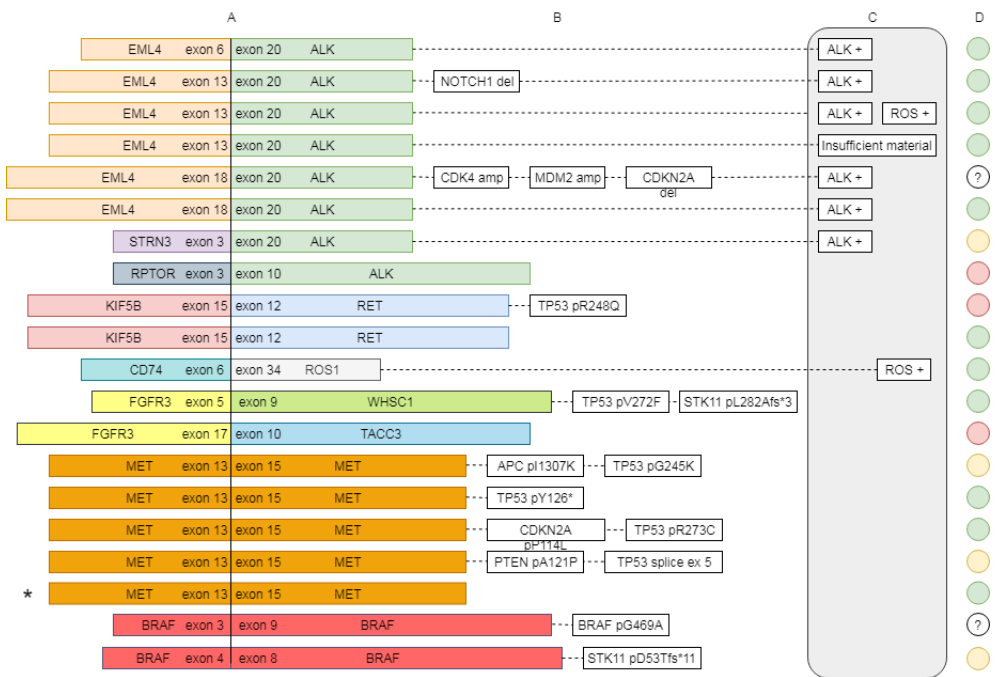 A B C D
EML4 exon 6 exon 20 ALK ALK +
EML4 exon 13 exon 20 ALK NOTCH1 del ALK +
EML4 exon 13 exon 20 ALK ALK + ROS +
EML4 exon 13 exon 20 ALK Insufficient material
EML4 exon 18 exon 20 ALK CDK4 amp MDM2 amp CDKN2A del ALK + ?
EML4 exon 18 exon 20 ALK ALK +
STRN3 exon 3 exon 20 ALK ALK +
RPTOR exon 3 exon 10 ALK
KIF5B exon 15 exon 12 RET TP53 pR248Q
KIF5B exon 15 exon 12 RET
CD74 exon 6 exon 34 ROS1 ROS +
FGFR3 exon 5 exon 9 WHSC1 TP53 pV272F STK11 pL282Afs*3
FGFR3 exon 17 exon 10 TACC3
MET exon 13 exon 15 MET APC pI1307K TP53 pG245K
MET exon 13 exon 15 MET TP53 pY126*
MET exon 13 exon 15 MET CDKN2A pP114L TP53 pR273C
MET exon 13 exon 15 MET PTEN pA121P TP53 splice ex 5
* MET exon 13 exon 15 MET
BRAF exon 3 exon 9 BRAF BRAF pG469A ?
BRAF exon 4 exon 8 BRAF STK11 pD53Tfs*11